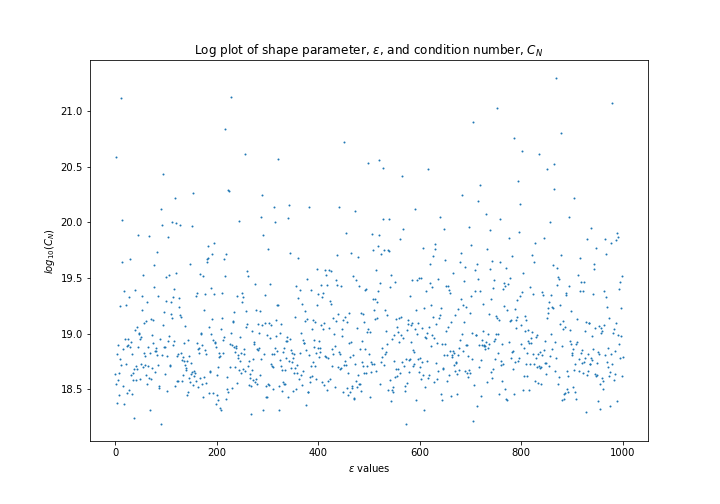 Log plot of shape parameter, ε, and condition number, C_N
21.0
20.5
20.0
19.5
19.0
18.5
log₁₀(C_N)
0 200 400 600 800 1000
ε values